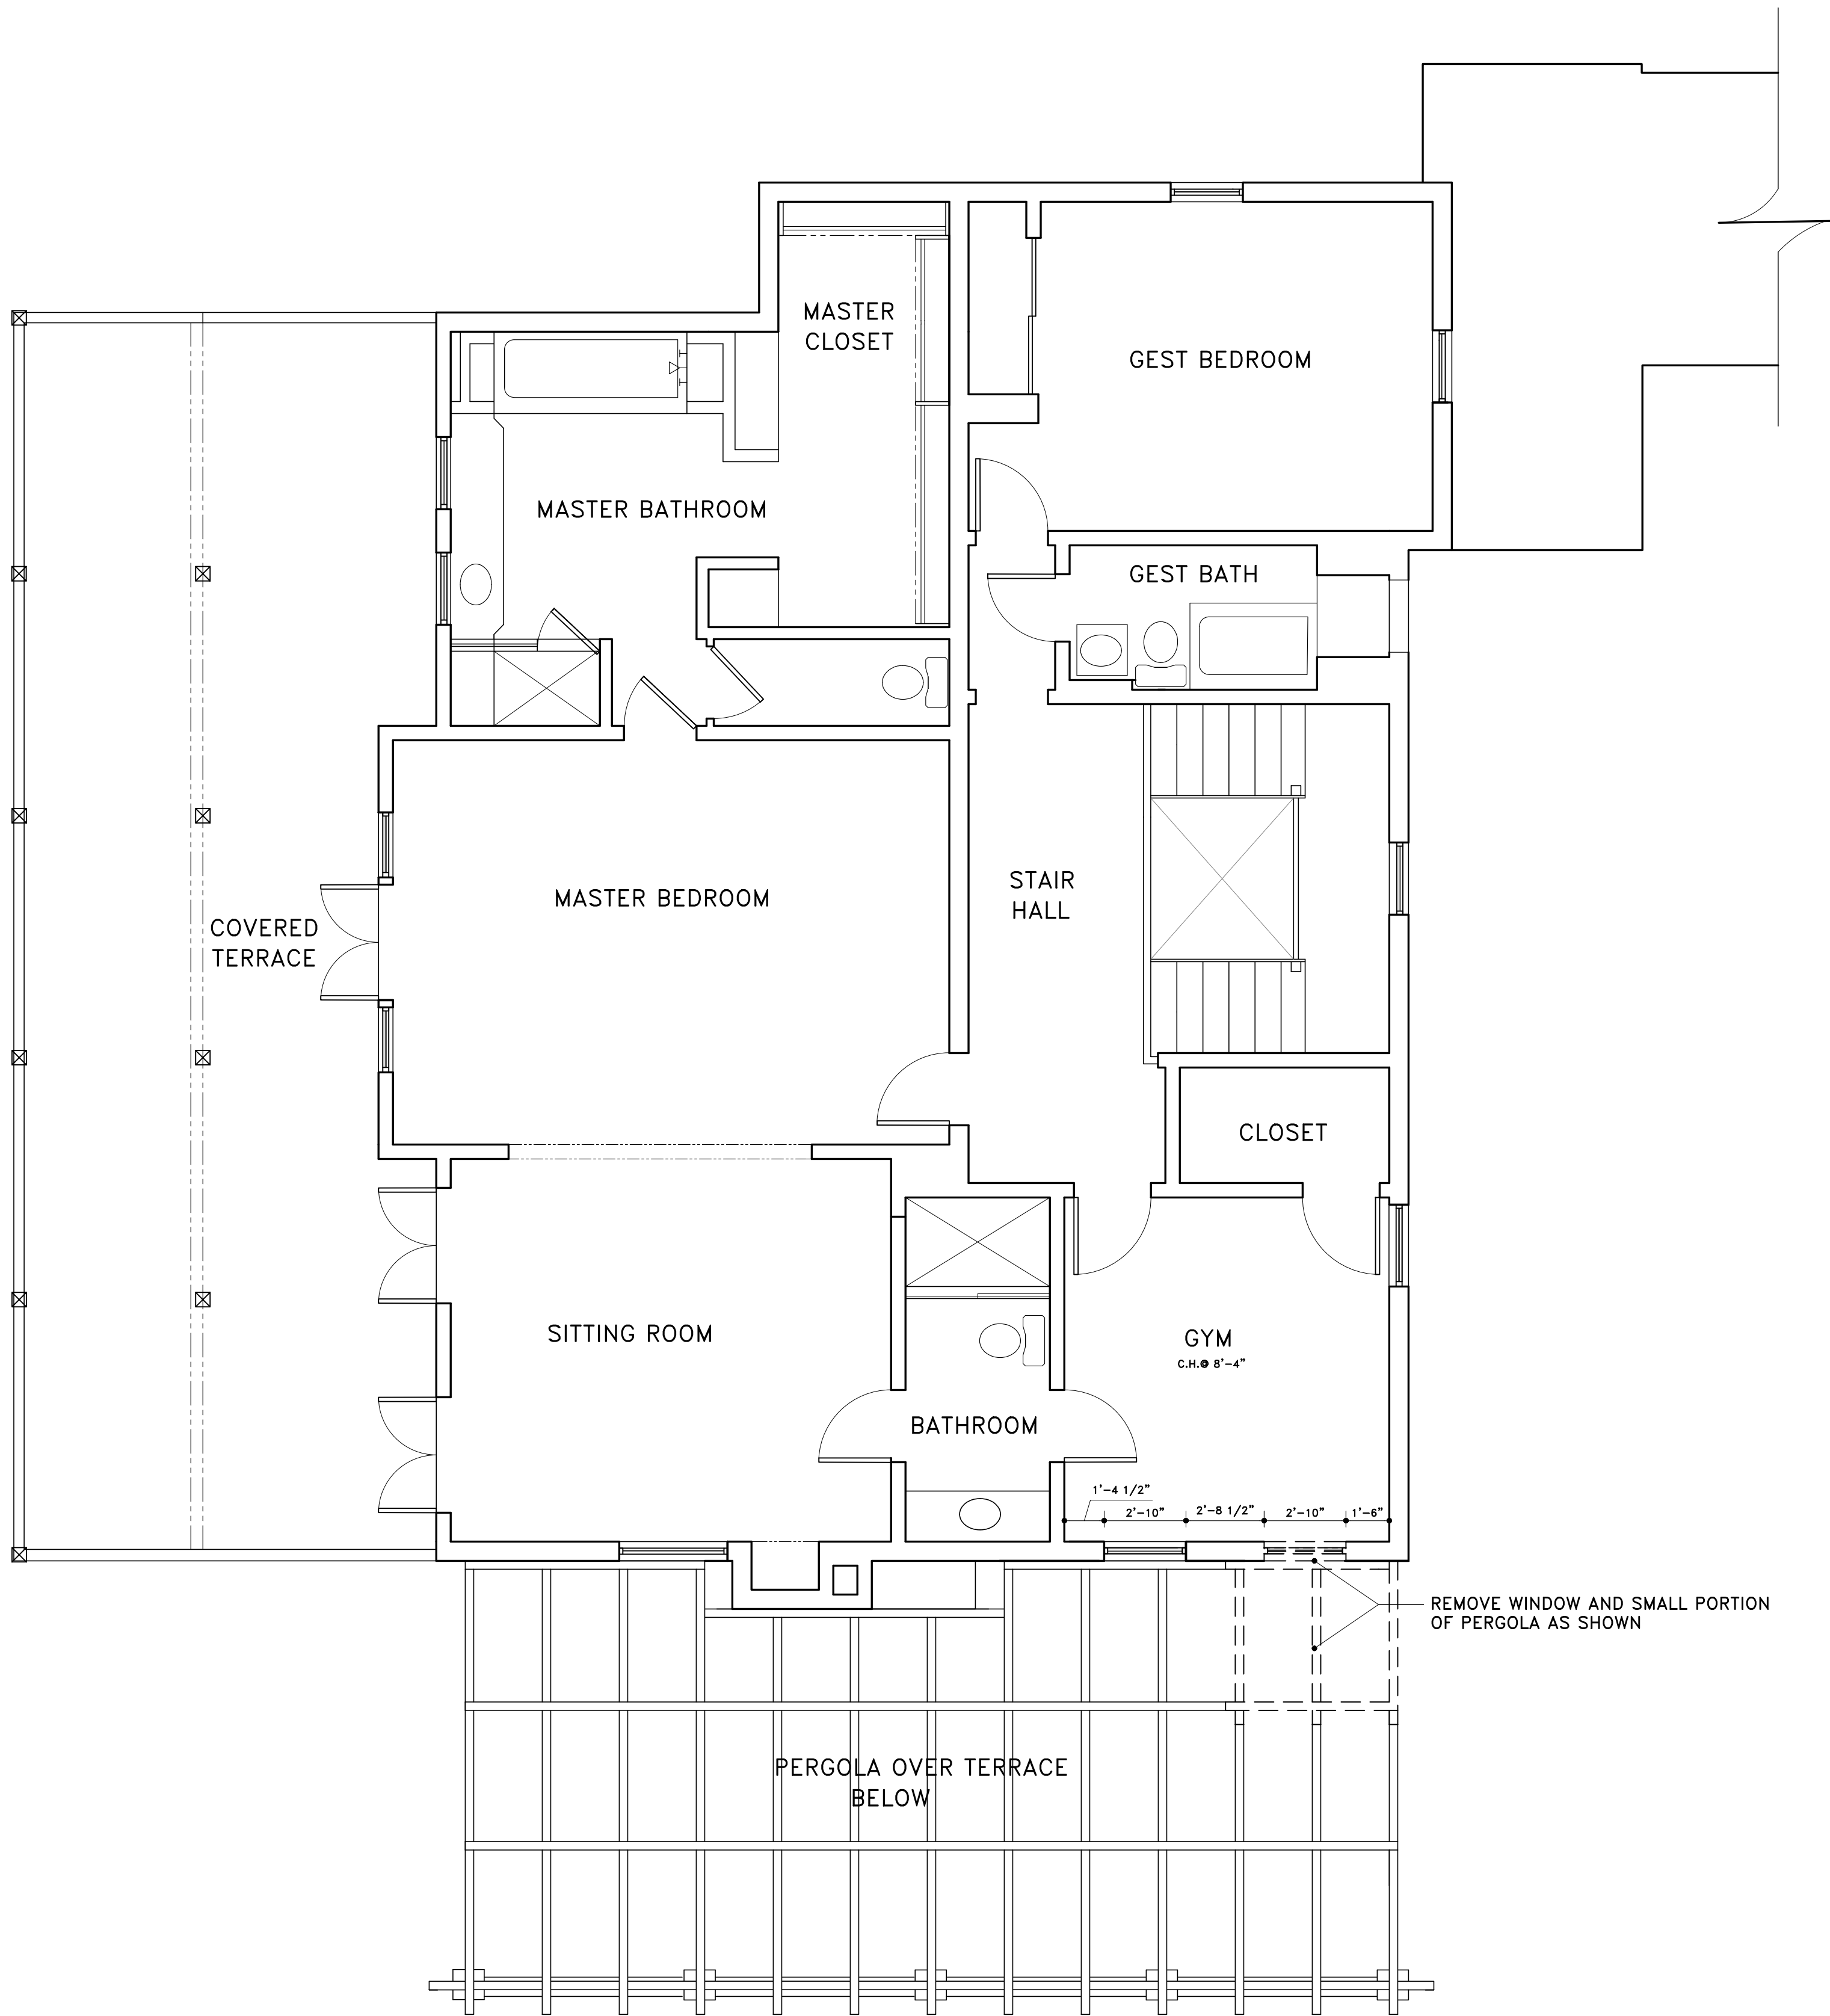 MASTER
CLOSET
GEST BEDROOM
MASTER BATHROOM
GEST BATH
STAIR
HALL
MASTER BEDROOM
COVERED
TERRACE
CLOSET
SITTING ROOM
GYM
C.H.@ 8'-4"
BATHROOM
1'-4 1/2"
2'-10"
2'-8 1/2"
2'-10"
1'-6"
REMOVE WINDOW AND SMALL PORTION
OF PERGOLA AS SHOWN
PERGOLA OVER TERRACE
BELOW